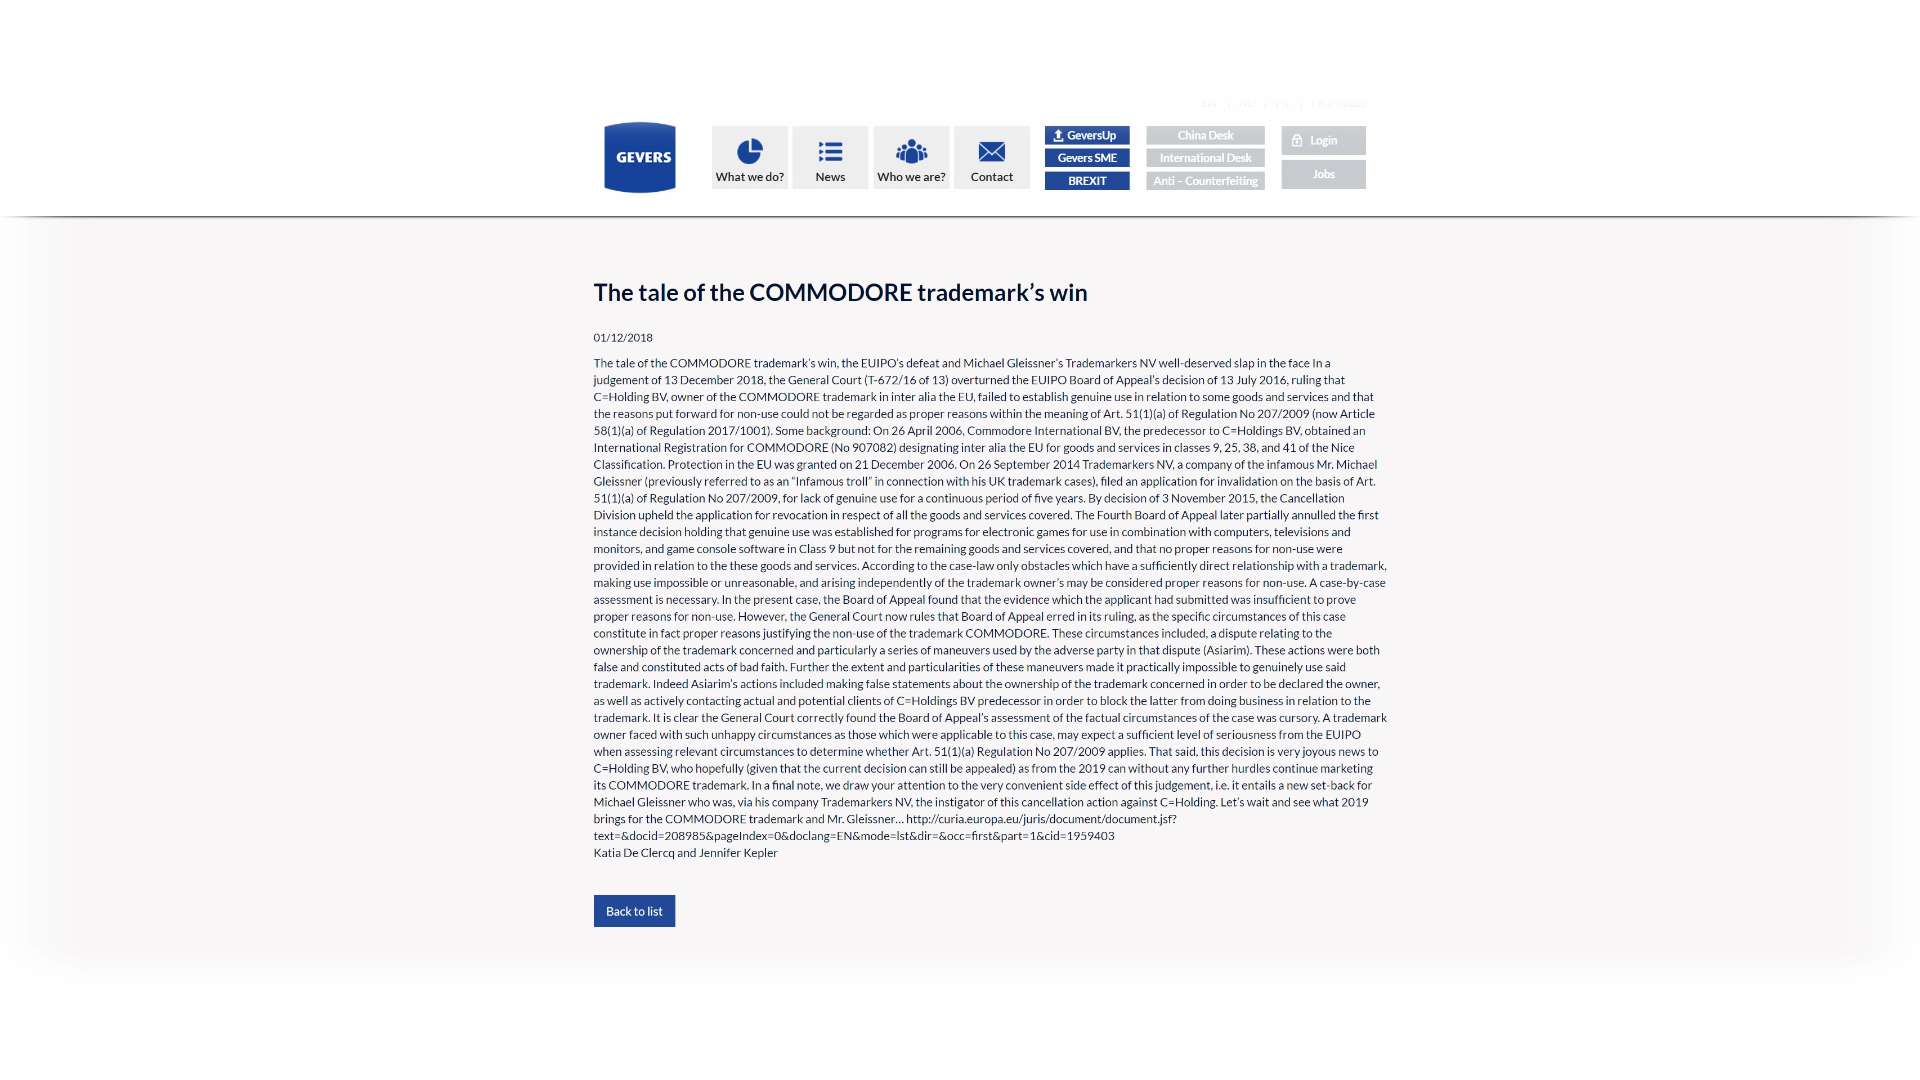 GEVERS
What we do?
News
Who we are?
Contact
GeversUp
Gevers SME
BREXIT
China Desk
International Desk
Anti – Counterfeiting
Login
Jobs
The tale of the COMMODORE trademark’s win
01/12/2018
The tale of the COMMODORE trademark’s win, the EUIPO’s defeat and Michael Gleissner’s Trademarkers NV well-deserved slap in the face In a
judgement of 13 December 2018, the General Court (T-672/16 of 13) overturned the EUIPO Board of Appeal’s decision of 13 July 2016, ruling that
C=Holding BV, owner of the COMMODORE trademark in inter alia the EU, failed to establish genuine use in relation to some goods and services and that
the reasons put forward for non-use could not be regarded as proper reasons within the meaning of Art. 51(1)(a) of Regulation No 207/2009 (now Article
58(1)(a) of Regulation 2017/1001). Some background: On 26 April 2006, Commodore International BV, the predecessor to C=Holdings BV, obtained an
International Registration for COMMODORE (No 907082) designating inter alia the EU for goods and services in classes 9, 25, 38, and 41 of the Nice
Classification. Protection in the EU was granted on 21 December 2006. On 26 September 2014 Trademarkers NV, a company of the infamous Mr. Michael
Gleissner (previously referred to as an “Infamous troll” in connection with his UK trademark cases), filed an application for invalidation on the basis of Art.
51(1)(a) of Regulation No 207/2009, for lack of genuine use for a continuous period of five years. By decision of 3 November 2015, the Cancellation
Division upheld the application for revocation in respect of all the goods and services covered. The Fourth Board of Appeal later partially annulled the first
instance decision holding that genuine use was established for programs for electronic games for use in combination with computers, televisions and
monitors, and game console software in Class 9 but not for the remaining goods and services covered, and that no proper reasons for non-use were
provided in relation to the these goods and services. According to the case-law only obstacles which have a sufficiently direct relationship with a trademark,
making use impossible or unreasonable, and arising independently of the trademark owner’s may be considered proper reasons for non-use. A case-by-case
assessment is necessary. In the present case, the Board of Appeal found that the evidence which the applicant had submitted was insufficient to prove
proper reasons for non-use. However, the General Court now rules that Board of Appeal erred in its ruling, as the specific circumstances of this case
constitute in fact proper reasons justifying the non-use of the trademark COMMODORE. These circumstances included, a dispute relating to the
ownership of the trademark concerned and particularly a series of maneuvers used by the adverse party in that dispute (Asiarim). These actions were both
false and constituted acts of bad faith. Further the extent and particularities of these maneuvers made it practically impossible to genuinely use said
trademark. Indeed Asiarim’s actions included making false statements about the ownership of the trademark concerned in order to be declared the owner,
as well as actively contacting actual and potential clients of C=Holdings BV predecessor in order to block the latter from doing business in relation to the
trademark. It is clear the General Court correctly found the Board of Appeal’s assessment of the factual circumstances of the case was cursory. A trademark
owner faced with such unhappy circumstances as those which were applicable to this case, may expect a sufficient level of seriousness from the EUIPO
when assessing relevant circumstances to determine whether Art. 51(1)(a) Regulation No 207/2009 applies. That said, this decision is very joyous news to
C=Holding BV, who hopefully (given that the current decision can still be appealed) as from the 2019 can without any further hurdles continue marketing
its COMMODORE trademark. In a final note, we draw your attention to the very convenient side effect of this judgement, i.e. it entails a new set-back for
Michael Gleissner who was, via his company Trademarkers NV, the instigator of this cancellation action against C=Holding. Let’s wait and see what 2019
brings for the COMMODORE trademark and Mr. Gleissner… http://curia.europa.eu/juris/document/document.jsf?
text=&docid=208985&pageIndex=0&doclang=EN&mode=lst&dir=&occ=first&part=1&cid=1959403
Katia De Clercq and Jennifer Kepler
Back to list